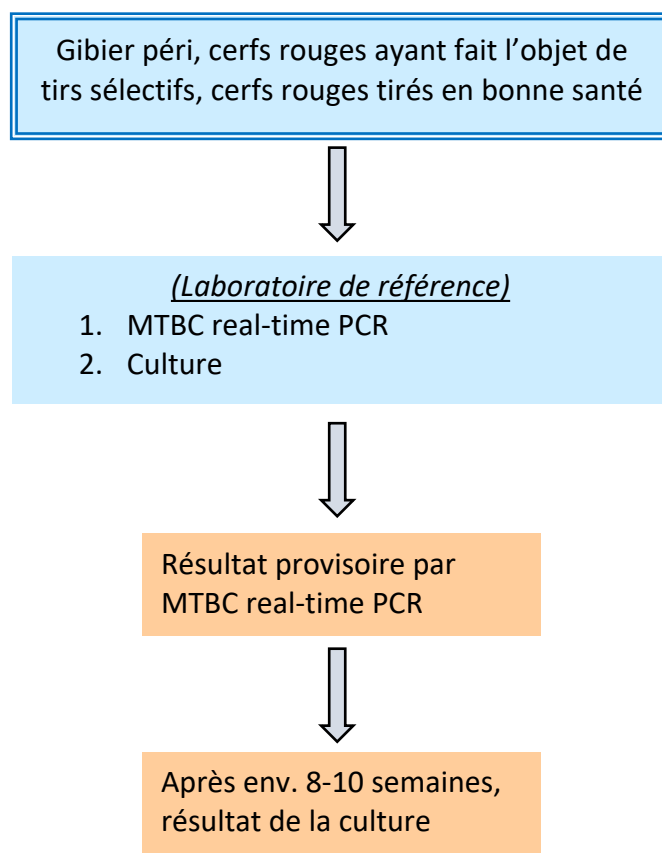 Gibier péri, cerfs rouges ayant fait l’objet de
tirs sélectifs, cerfs rouges tirés en bonne santé
(Laboratoire de référence)
1. MTBC real-time PCR
2. Culture
Résultat provisoire par
MTBC real-time PCR
Après env. 8-10 semaines,
résultat de la culture